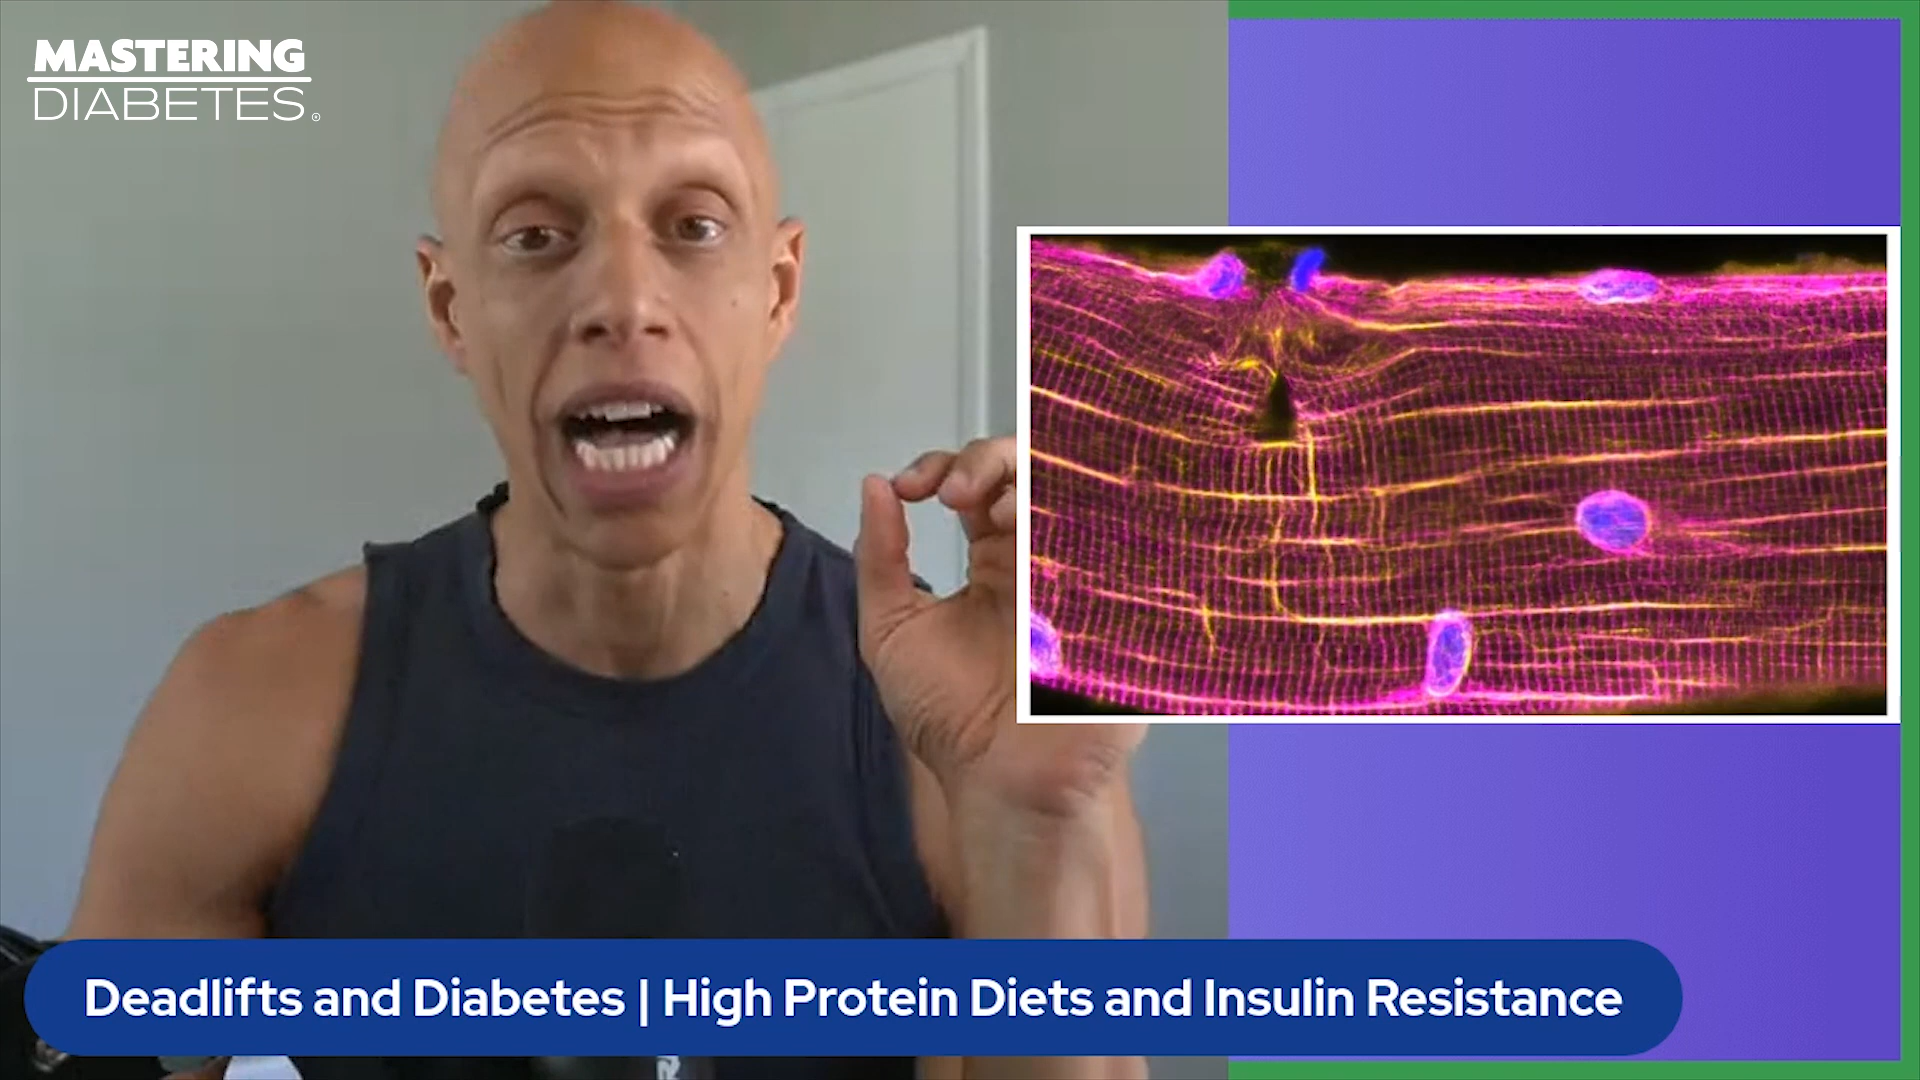 MASTERING
DIABETES®
Deadlifts and Diabetes | High Protein Diets and Insulin Resistance